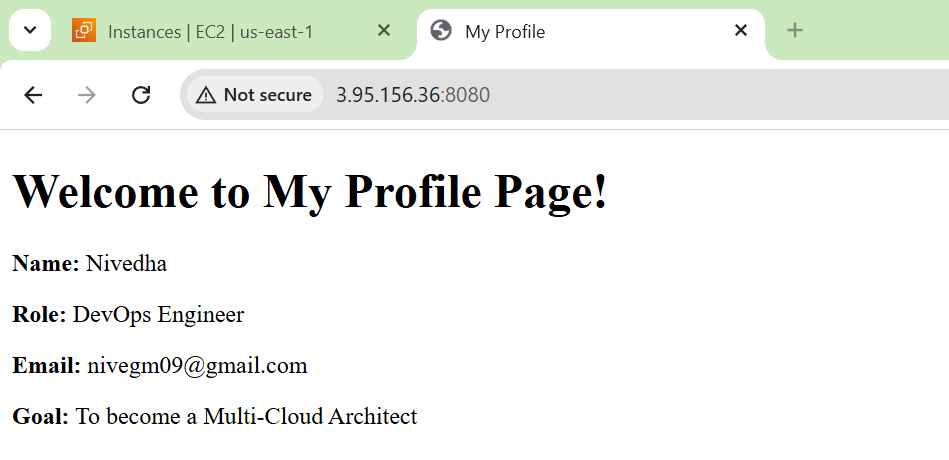 Instances | EC2 | us-east-1
My Profile
Not secure
3.95.156.36:8080
Welcome to My Profile Page!
Name: Nivedha
Role: DevOps Engineer
Email: nivegm09@gmail.com
Goal: To become a Multi-Cloud Architect